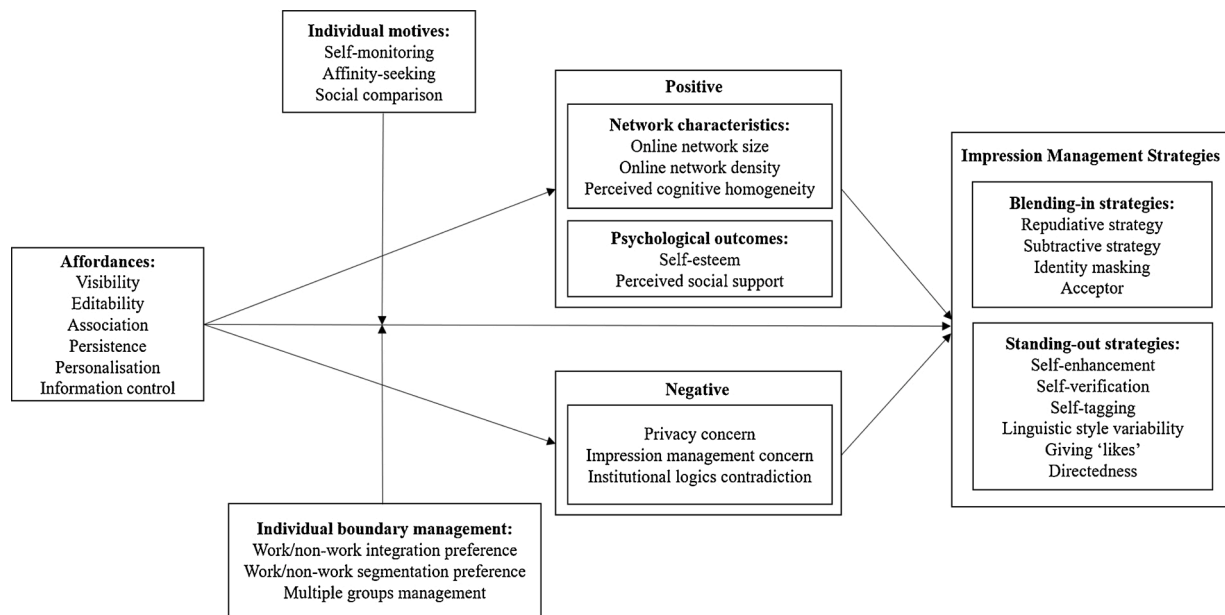 Individual motives:
Self-monitoring
Affinity-seeking
Social comparison
Affordances:
Visibility
Editability
Association
Persistence
Personalisation
Information control
Individual boundary management:
Work/non-work integration preference
Work/non-work segmentation preference
Multiple groups management
Positive
Network characteristics:
Online network size
Online network density
Perceived cognitive homogeneity
Psychological outcomes:
Self-esteem
Perceived social support
Negative
Privacy concern
Impression management concern
Institutional logics contradiction
Impression Management Strategies
Blending-in strategies:
Repudiative strategy
Subtractive strategy
Identity masking
Acceptor
Standing-out strategies:
Self-enhancement
Self-verification
Self-tagging
Linguistic style variability
Giving ‘likes’
Directedness